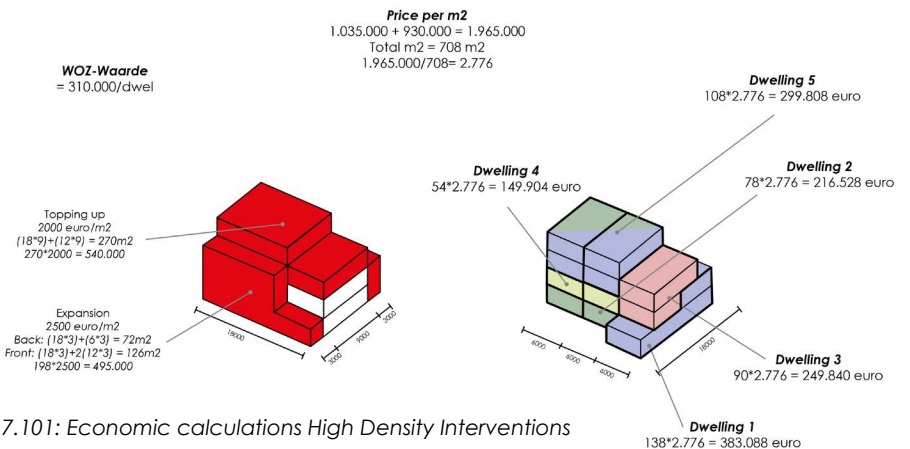 Price per m2
1.035.000 + 930.000 = 1.965.000
Total m2 = 708 m2
1.965.000/708= 2.776
WOZ-Waarde
= 310.000/dwel
Dwelling 5
108*2.776 = 299.808 euro
Dwelling 4
54*2.776 = 149.904 euro
Dwelling 2
78*2.776 = 216.528 euro
Topping up
2000 euro/m2
(18*9)+(12*9) = 270m2
270*2000 = 540.000
Expansion
2500 euro/m2
Back: (18*3)+(6*3) = 72m2
Front: (18*3)+2(12*3) = 126m2
198*2500 = 495.000
18000
3000
9000
3000
6000
6000
6000
18000
Dwelling 3
90*2.776 = 249.840 euro
Dwelling 1
138*2.776 = 383.088 euro
7.101: Economic calculations High Density Interventions